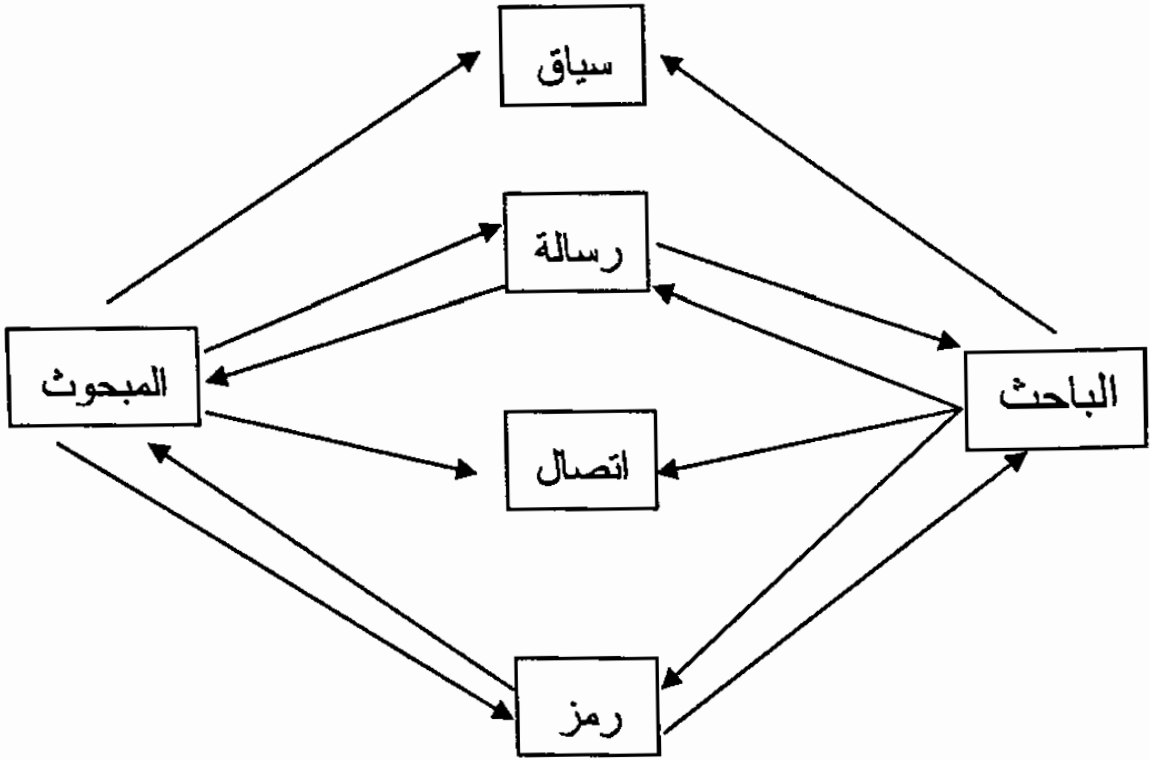 سياق
رسالة
الباحث
المبحوث
اتصال
رمز